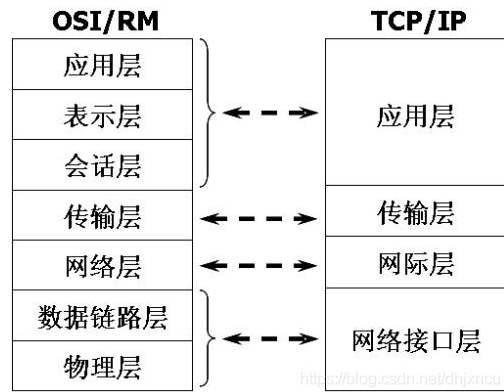 OSI/RM
TCP/IP
应用层
表示层
会话层
传输层
网络层
数据链路层
物理层
应用层
传输层
网际层
网络接口层
https://blog.csdn.net/dhjxncu